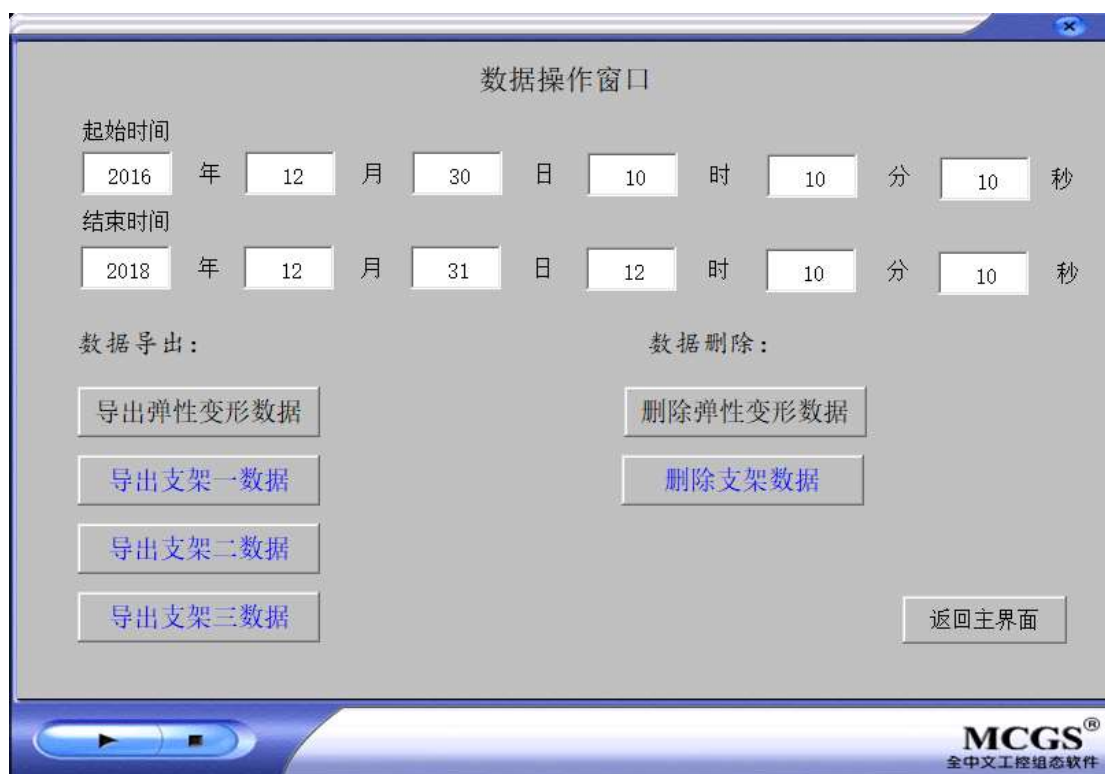 数据操作窗口
起始时间
2016 年 12 月 30 日 10 时 10 分 10 秒
结束时间
2018 年 12 月 31 日 12 时 10 分 10 秒
数据导出: 数据删除:
导出弹性变形数据 删除弹性变形数据
导出支架一数据 删除支架数据
导出支架二数据
导出支架三数据 返回主界面
MCGS®
全中文工控组态软件